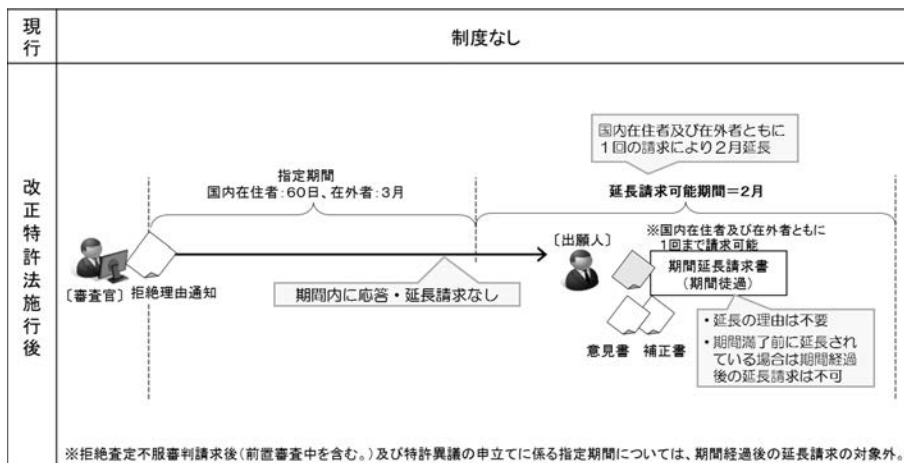 現行
制度なし
改正特許法施行後
国内在住者及び在外者ともに
1回の請求により2月延長
指定期間
国内在住者:60日、在外者:3月
延長請求可能期間=2月
〔審査官〕
拒絶理由通知
期間内に応答・延長請求なし
〔出願人〕
※国内在住者及び在外者ともに
1回まで請求可能
期間延長請求書
(期間徒過)
意見書
補正書
・延長の理由は不要
・期間満了前に延長され
ている場合は期間経過
後の延長請求は不可
※拒絶査定不服審判請求後(前置審査中を含む。)及び特許異議の申立てに係る指定期間については、期間経過後の延長請求の対象外。